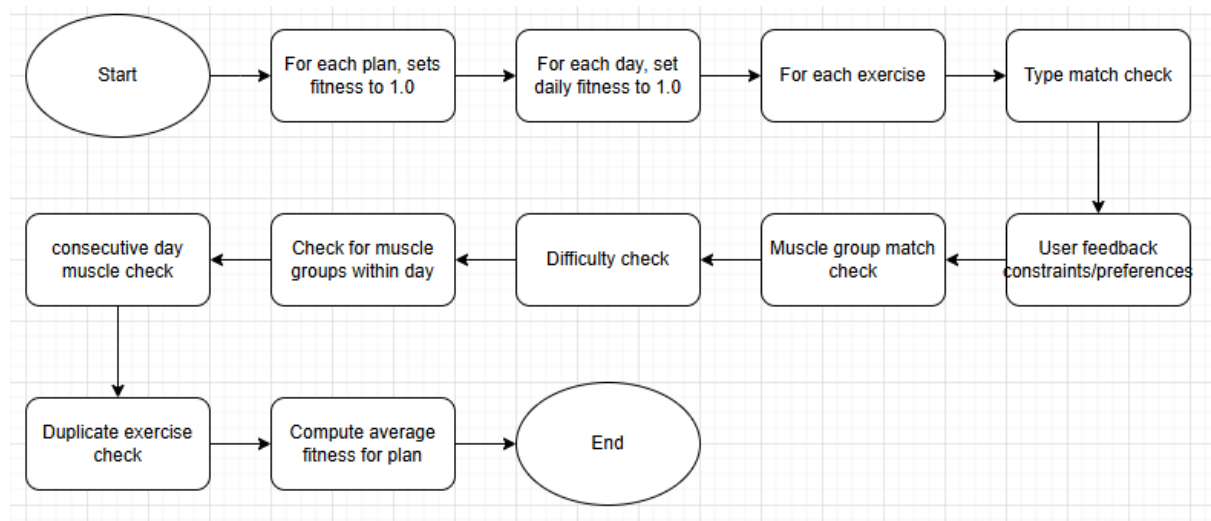 Start
For each plan, sets
fitness to 1.0
For each day, set
daily fitness to 1.0
For each exercise
Type match check
consecutive day
muscle check
Check for muscle
groups within day
Difficulty check
Muscle group match
check
User feedback
constraints/preferences
Duplicate exercise
check
Compute average
fitness for plan
End